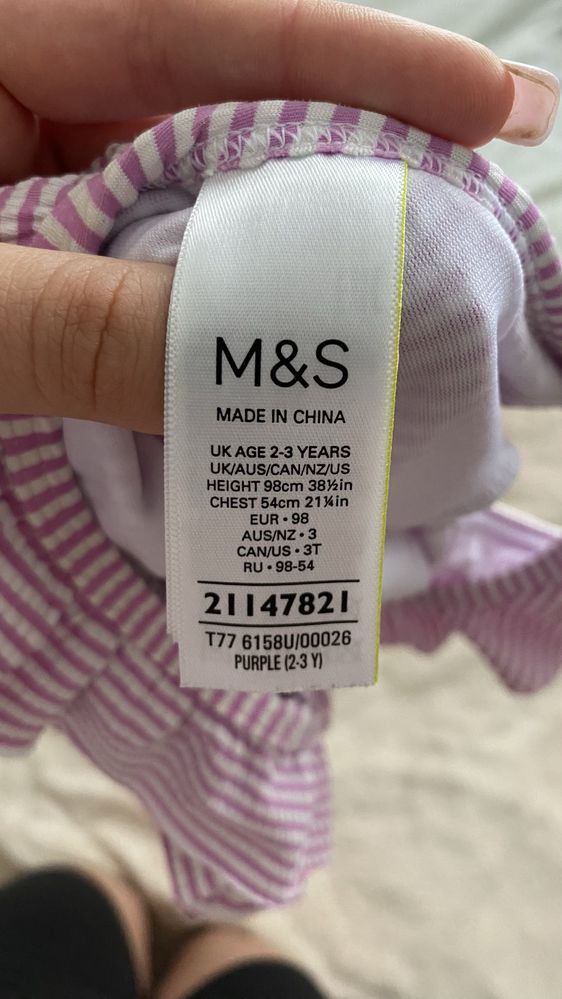 M&S
MADE IN CHINA
UK AGE 2-3 YEARS
UK/AUS/CAN/NZ/US
HEIGHT 98cm 38½in
CHEST 54cm 21¼in
EUR • 98
AUS/NZ • 3
CAN/US • 3T
RU • 98-54
21147821
T77 6158U/00026
PURPLE (2-3 Y)